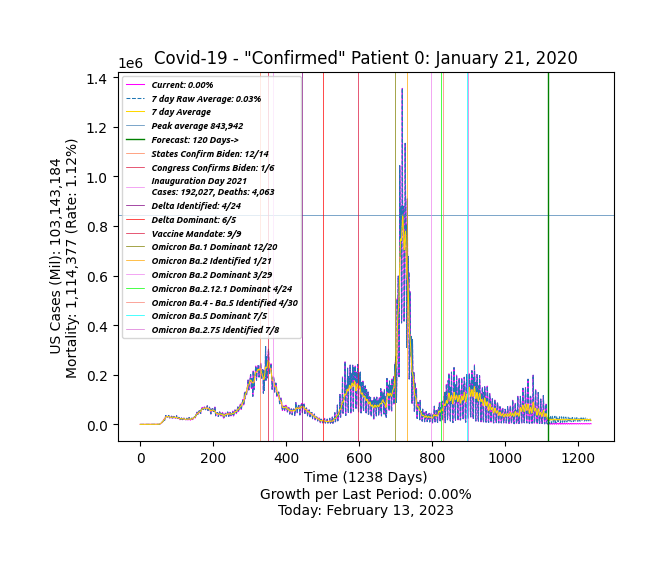 Covid-19 - "Confirmed" Patient 0: January 21, 2020
1e6
1.4
1.2
1.0
0.8
0.6
0.4
0.2
0.0
US Cases (Mil): 103,143,184
Mortality: 1,114,377 (Rate: 1.12%)
Current: 0.00%
7 day Raw Average: 0.03%
7 day Average
Peak average 843,942
Forecast: 120 Days->
States Confirm Biden: 12/14
Congress Confirms Biden: 1/6
Inauguration Day 2021
Cases: 192,027, Deaths: 4,063
Delta Identified: 4/24
Delta Dominant: 6/5
Vaccine Mandate: 9/9
Omicron Ba.1 Dominant 12/20
Omicron Ba.2 Identified 1/21
Omicron Ba.2 Dominant 3/29
Omicron Ba.2.12.1 Dominant 4/24
Omicron Ba.4 - Ba.5 Identified 4/30
Omicron Ba.5 Dominant 7/5
Omicron Ba.2.75 Identified 7/8
0 200 400 600 800 1000 1200
Time (1238 Days)
Growth per Last Period: 0.00%
Today: February 13, 2023